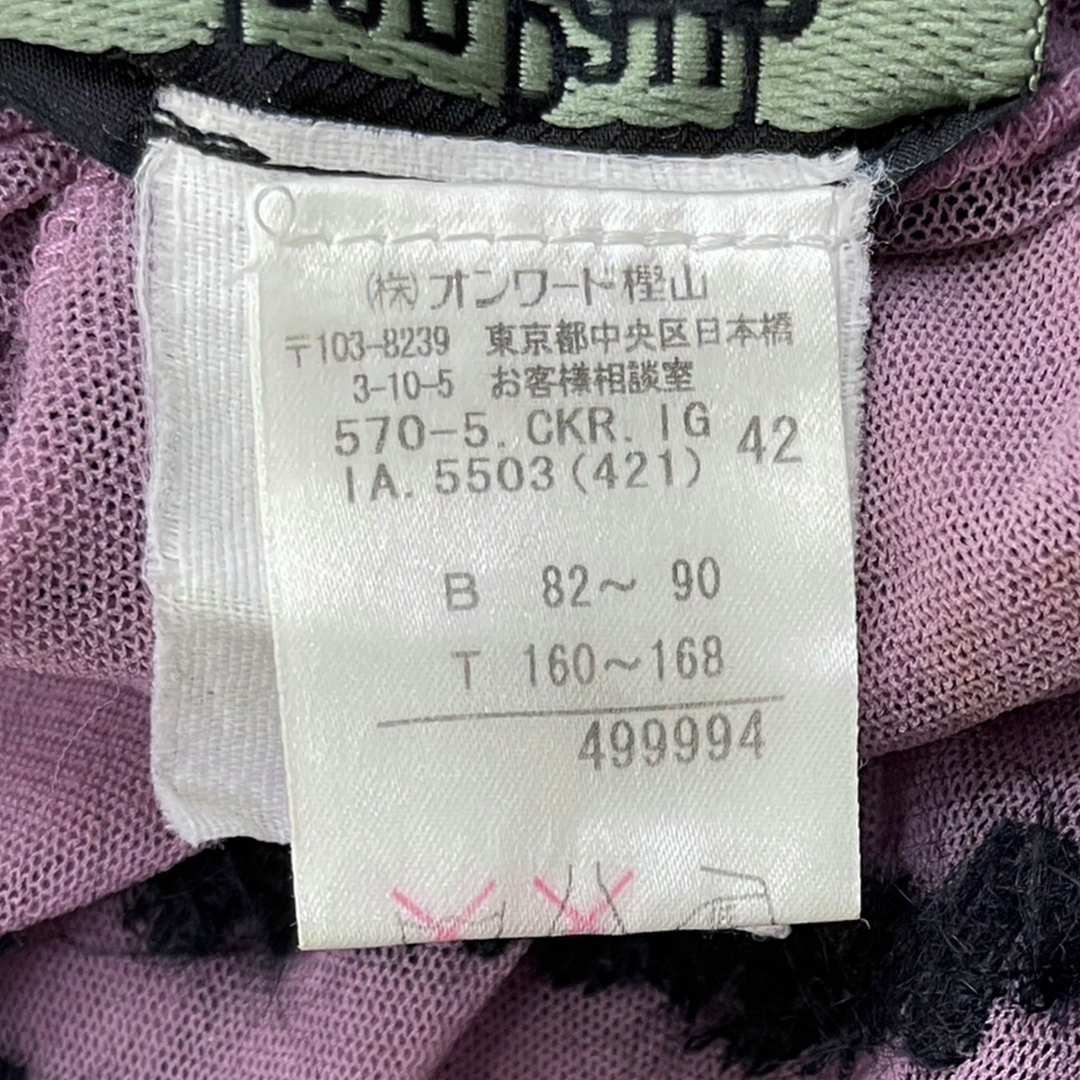 ㈱オンワード樫山
〒103-8239 東京都中央区日本橋
3-10-5 お客様相談室
570-5. CKR. IG 42
IA. 5503(421)
B 82～ 90
T 160～168
499994